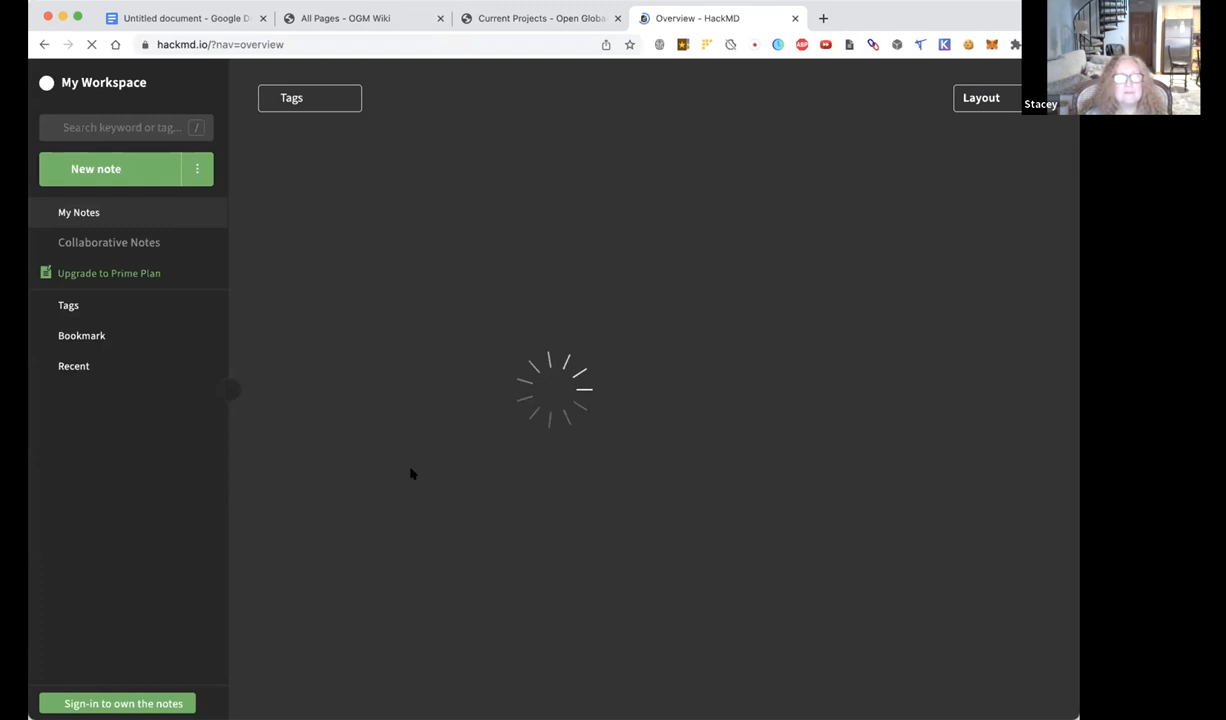 Untitled document - Google D
All Pages - OGM Wiki
Current Projects - Open Globa
Overview - HackMD
hackmd.io/?nav=overview
ABP
K
Stacey
My Workspace
Tags
Layout
Search keyword or tag... /
New note
My Notes
Collaborative Notes
Upgrade to Prime Plan
Tags
Bookmark
Recent
Sign-in to own the notes